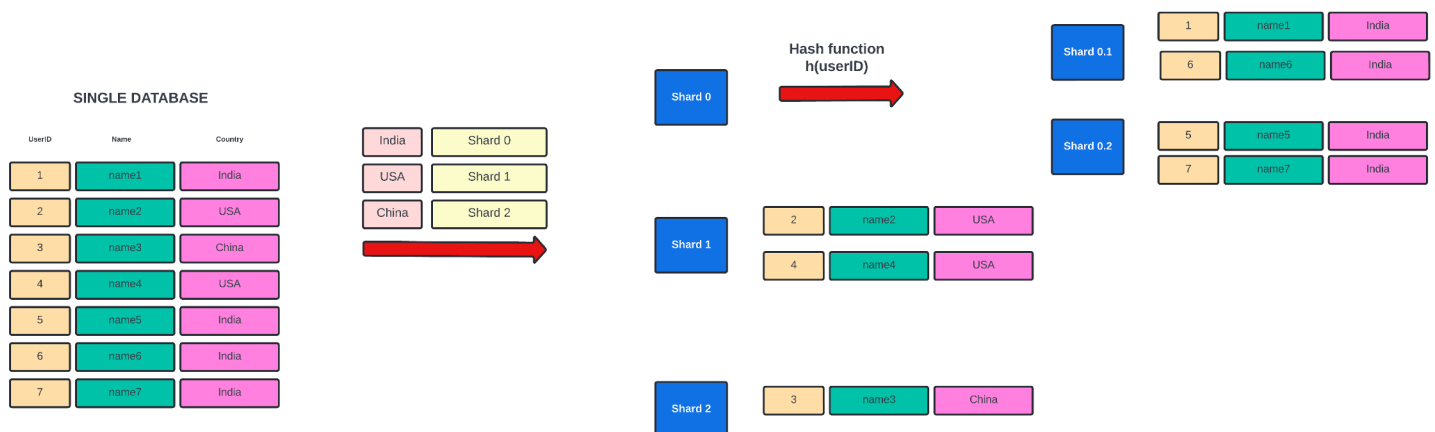 SINGLE DATABASE
UserID Name Country
1 name1 India
2 name2 USA
3 name3 China
4 name4 USA
5 name5 India
6 name6 India
7 name7 India
India Shard 0
USA Shard 1
China Shard 2
Shard 0
Hash function
h(userID)
Shard 0.1
1 name1 India
6 name6 India
Shard 0.2
5 name5 India
7 name7 India
Shard 1
2 name2 USA
4 name4 USA
Shard 2
3 name3 China